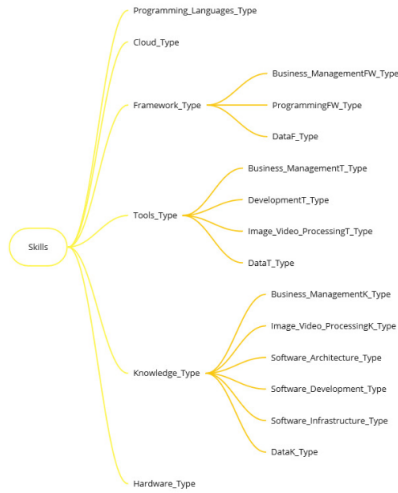 Programming_Languages_Type
Cloud_Type
Business_ManagementFW_Type
Framework_Type
ProgrammingFW_Type
DataF_Type
Business_ManagementT_Type
DevelopmentT_Type
Tools_Type
Image_Video_ProcessingT_Type
Skills
DataT_Type
Business_ManagementK_Type
Image_Video_ProcessingK_Type
Software_Architecture_Type
Knowledge_Type
Software_Development_Type
Software_Infrastructure_Type
DataK_Type
Hardware_Type